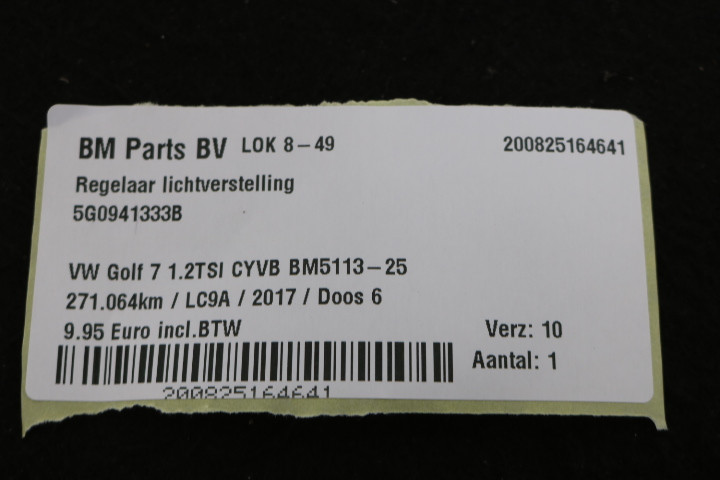 BM Parts BV LOK 8-49 200825164641
Regelaar lichtverstelling
5G0941333B
VW Golf 7 1.2TSI CYVB BM5113-25
271.064km / LC9A / 2017 / Doos 6
9.95 Euro incl.BTW Verz: 10
Aantal: 1
200825164641